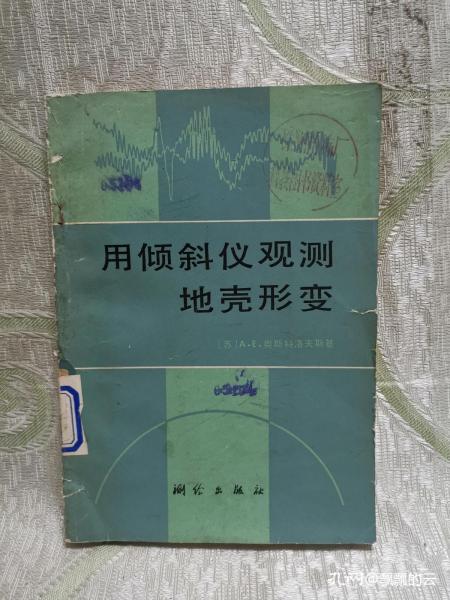 用倾斜仪观测
地壳形变
〔苏〕A.E.奥斯特洛夫斯基
测绘出版社
孔网@飘飘的云